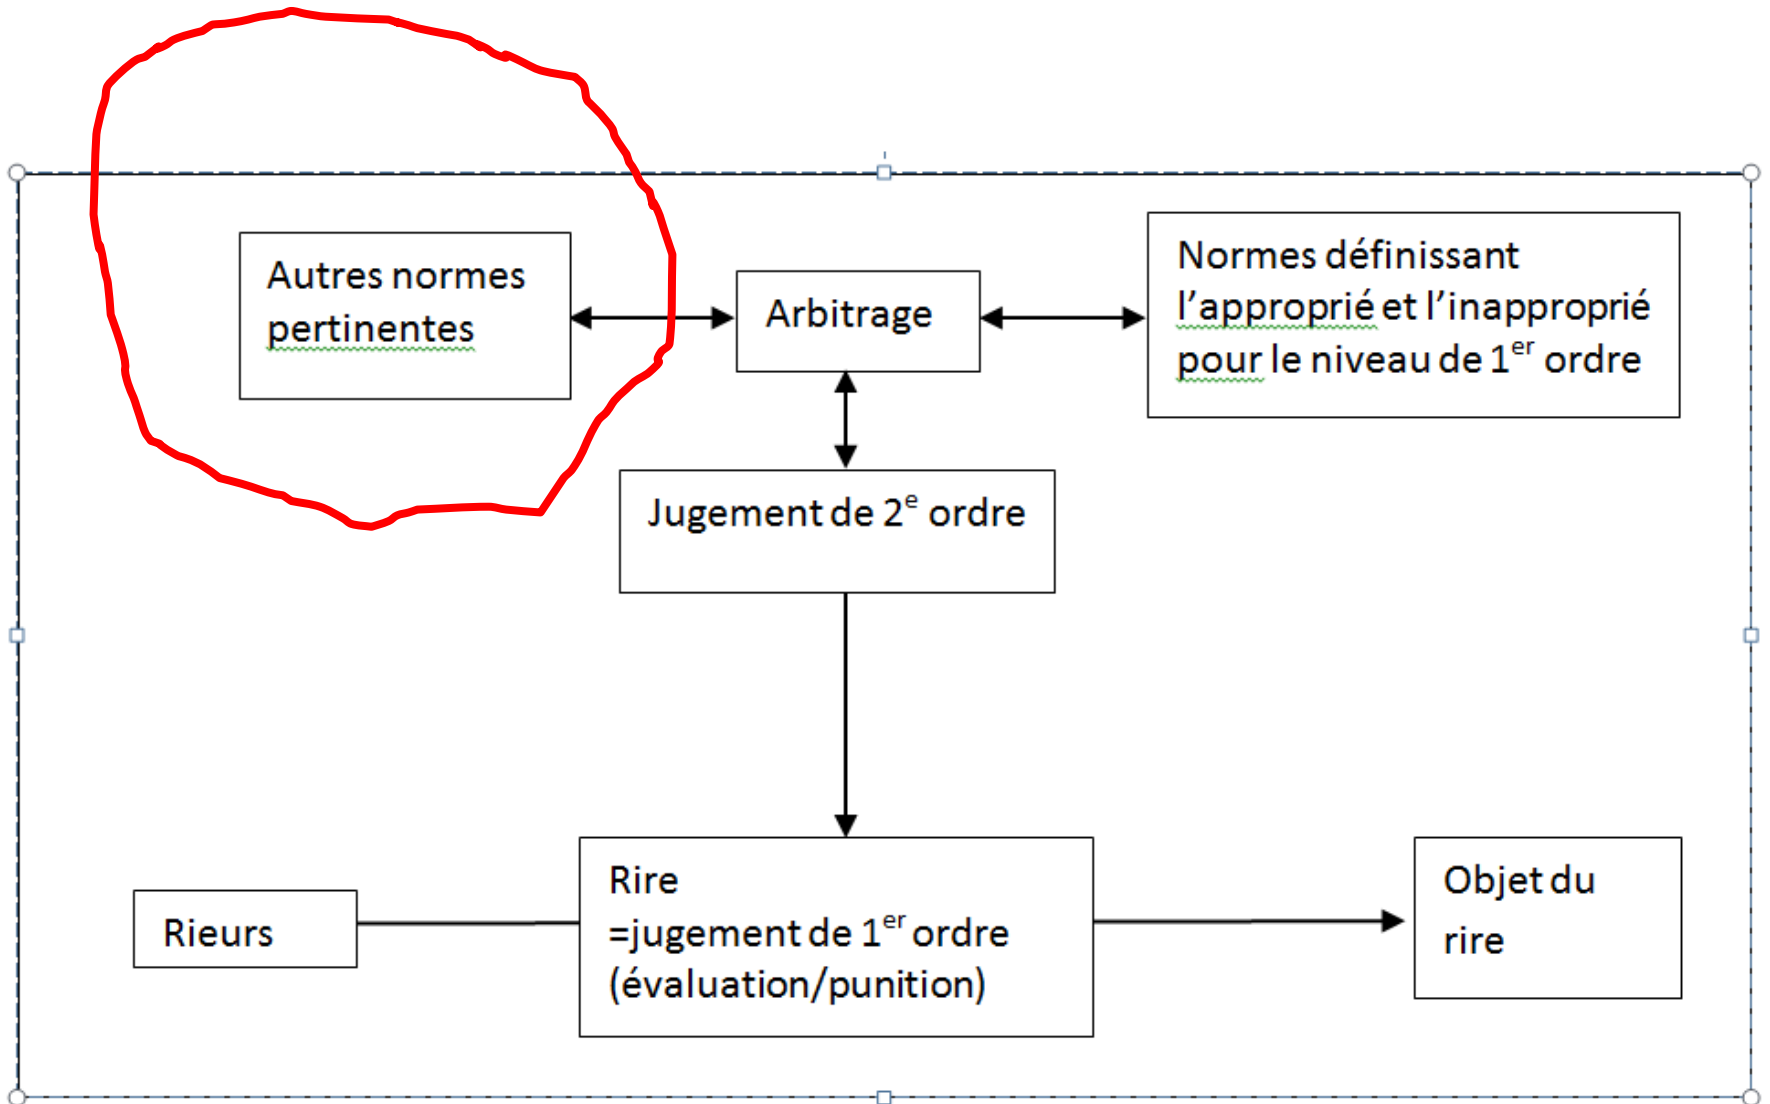 Autres normes
pertinentes
Arbitrage
Normes définissant
l’approprié et l’inapproprié
pour le niveau de 1er ordre
Jugement de 2e ordre
Rieurs
Rire
=jugement de 1er ordre
(évaluation/punition)
Objet du
rire